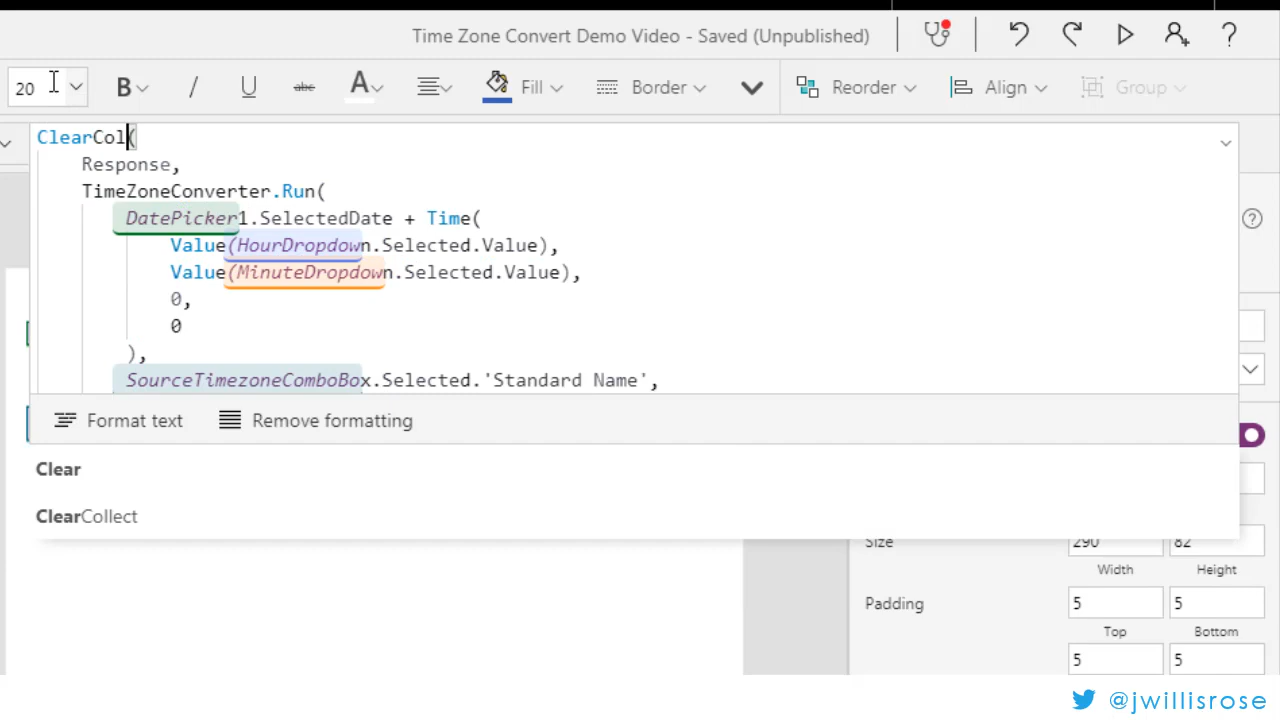 Time Zone Convert Demo Video - Saved (Unpublished)
?
20
B
/
U
abc
A
Fill
Border
Reorder
Align
Group
ClearCol(
Response,
TimeZoneConverter.Run(
DatePicker1.SelectedDate + Time(
Value(HourDropdown.Selected.Value),
Value(MinuteDropdown.Selected.Value),
0,
0
),
SourceTimezoneComboBox.Selected.'Standard Name',
?
Format text
Remove formatting
Clear
ClearCollect
Size
290
82
Width
Height
Padding
5
5
Top
Bottom
5
5
@jwillisrose